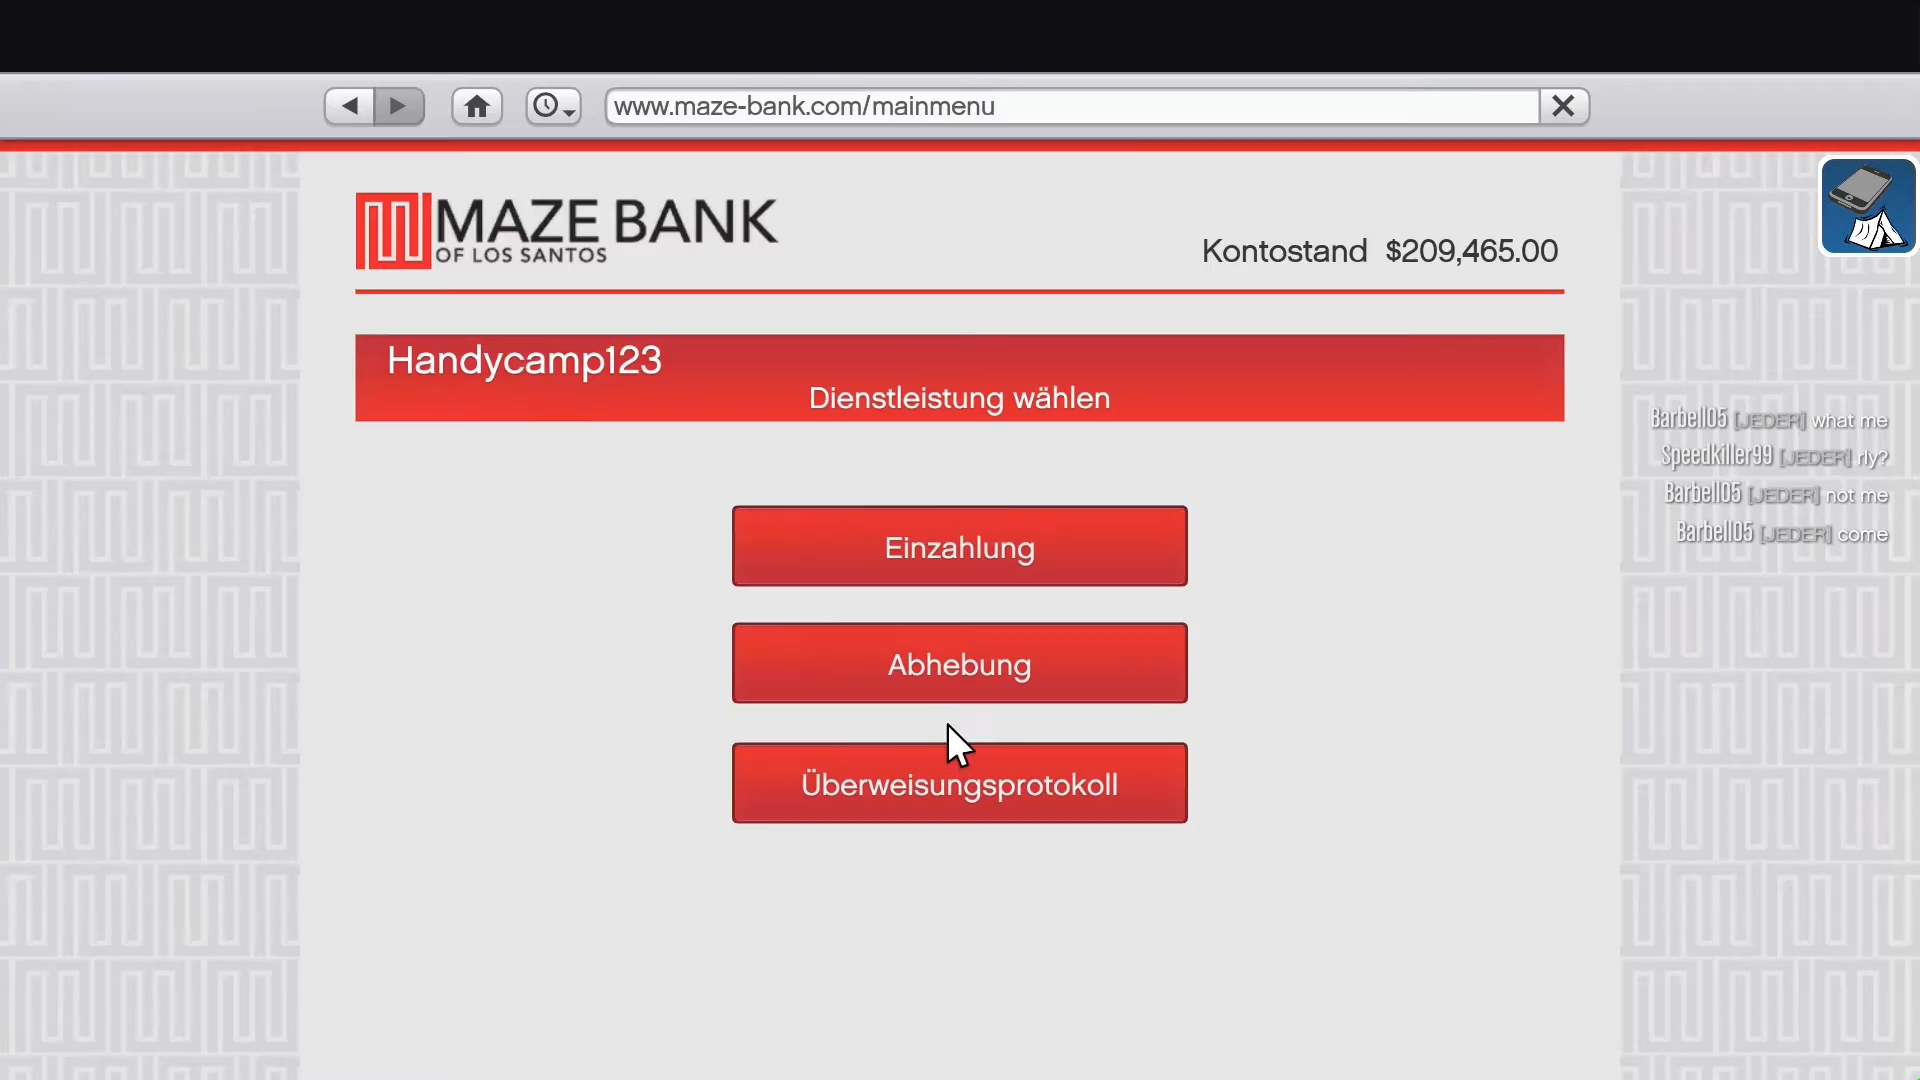 www.maze-bank.com/mainmenu
MAZE BANK
OF LOS SANTOS
Kontostand $209,465.00
Handycamp123
Dienstleistung wählen
Einzahlung
Abhebung
Überweisungsprotokoll
Barbell05 [JEDER] what me
Speedkiller99 [JEDER] rly?
Barbell05 [JEDER] not me
Barbell05 [JEDER] come